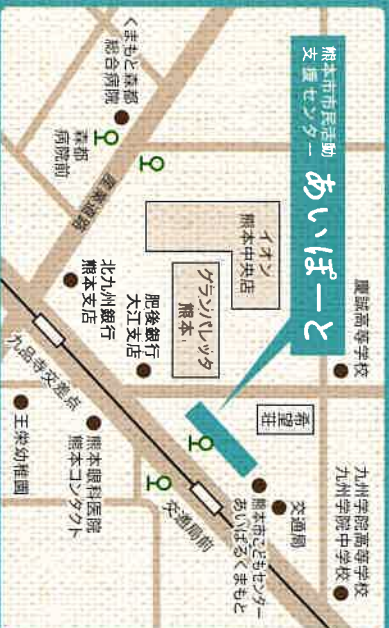 熊本市市民活動
支援センター
あいぽーと
くまもと森都
総合病院
森都
病院前
産業道路
イオン
熊本中央店
グランパレッタ
熊本
慶誠高等学校
北九州銀行
熊本支店
肥後銀行
大江支店
希望荘
九州学院高等学校
九州学院中学校
交通局
熊本市こどもセンター
あいぱるくまもと
交通局前
九品寺交差点
熊本眼科医院
熊本コンタクト
王栄幼稚園